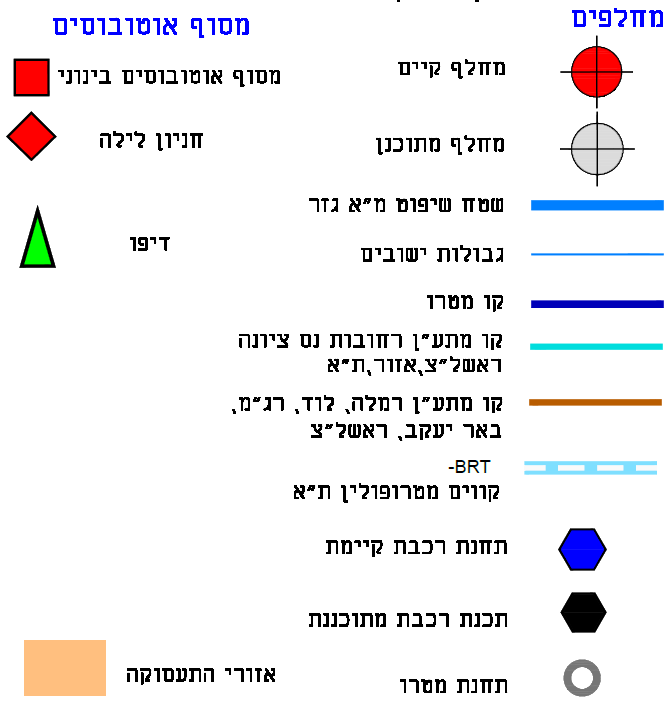 מחלפים
מחלף קיים
מחלף מתוכנן
שטח שיפוט מ"א גזר
גבולות ישובים
קו מטרו
קו מתע"ן רחובות נס ציונה
ראשל"צ,אזור,ת"א
קו מתע"ן רמלה, לוד, רג"מ,
באר יעקב, ראשל"צ
-BRT
קווים מטרופולין ת"א
תחנת רכבת קיימת
תכנת רכבת מתוכננת
תחנת מטרו
מסוף אוטובוסים
מסוף אוטובוסים בינוני
חניון לילה
דיפו
אזורי התעסוקה